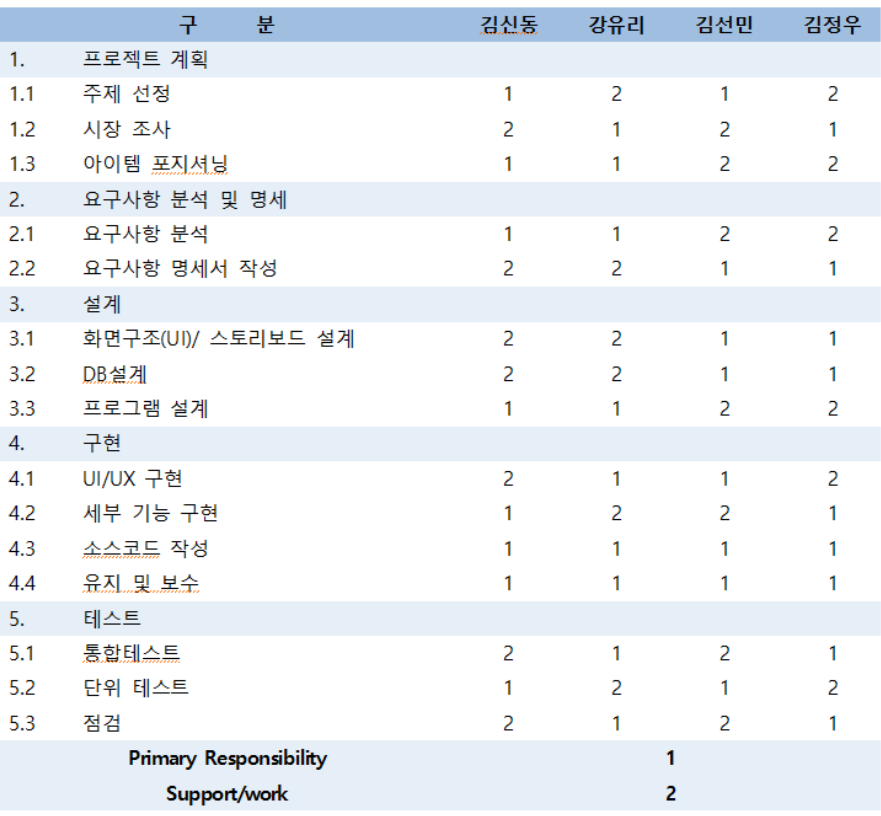 구 분 김신동 강유리 김선민 김정우
1. 프로젝트 계획
1.1 주제 선정 1 2 1 2
1.2 시장 조사 2 1 2 1
1.3 아이템 포지셔닝 1 1 2 2
2. 요구사항 분석 및 명세
2.1 요구사항 분석 1 1 2 2
2.2 요구사항 명세서 작성 2 2 1 1
3. 설계
3.1 화면구조(UI)/ 스토리보드 설계 2 2 1 1
3.2 DB설계 2 2 1 1
3.3 프로그램 설계 1 1 2 2
4. 구현
4.1 UI/UX 구현 2 1 1 2
4.2 세부 기능 구현 1 2 2 1
4.3 소스코드 작성 1 1 1 1
4.4 유지 및 보수 1 1 1 1
5. 테스트
5.1 통합테스트 2 1 2 1
5.2 단위 테스트 1 2 1 2
5.3 점검 2 1 2 1
Primary Responsibility 1
Support/work 2